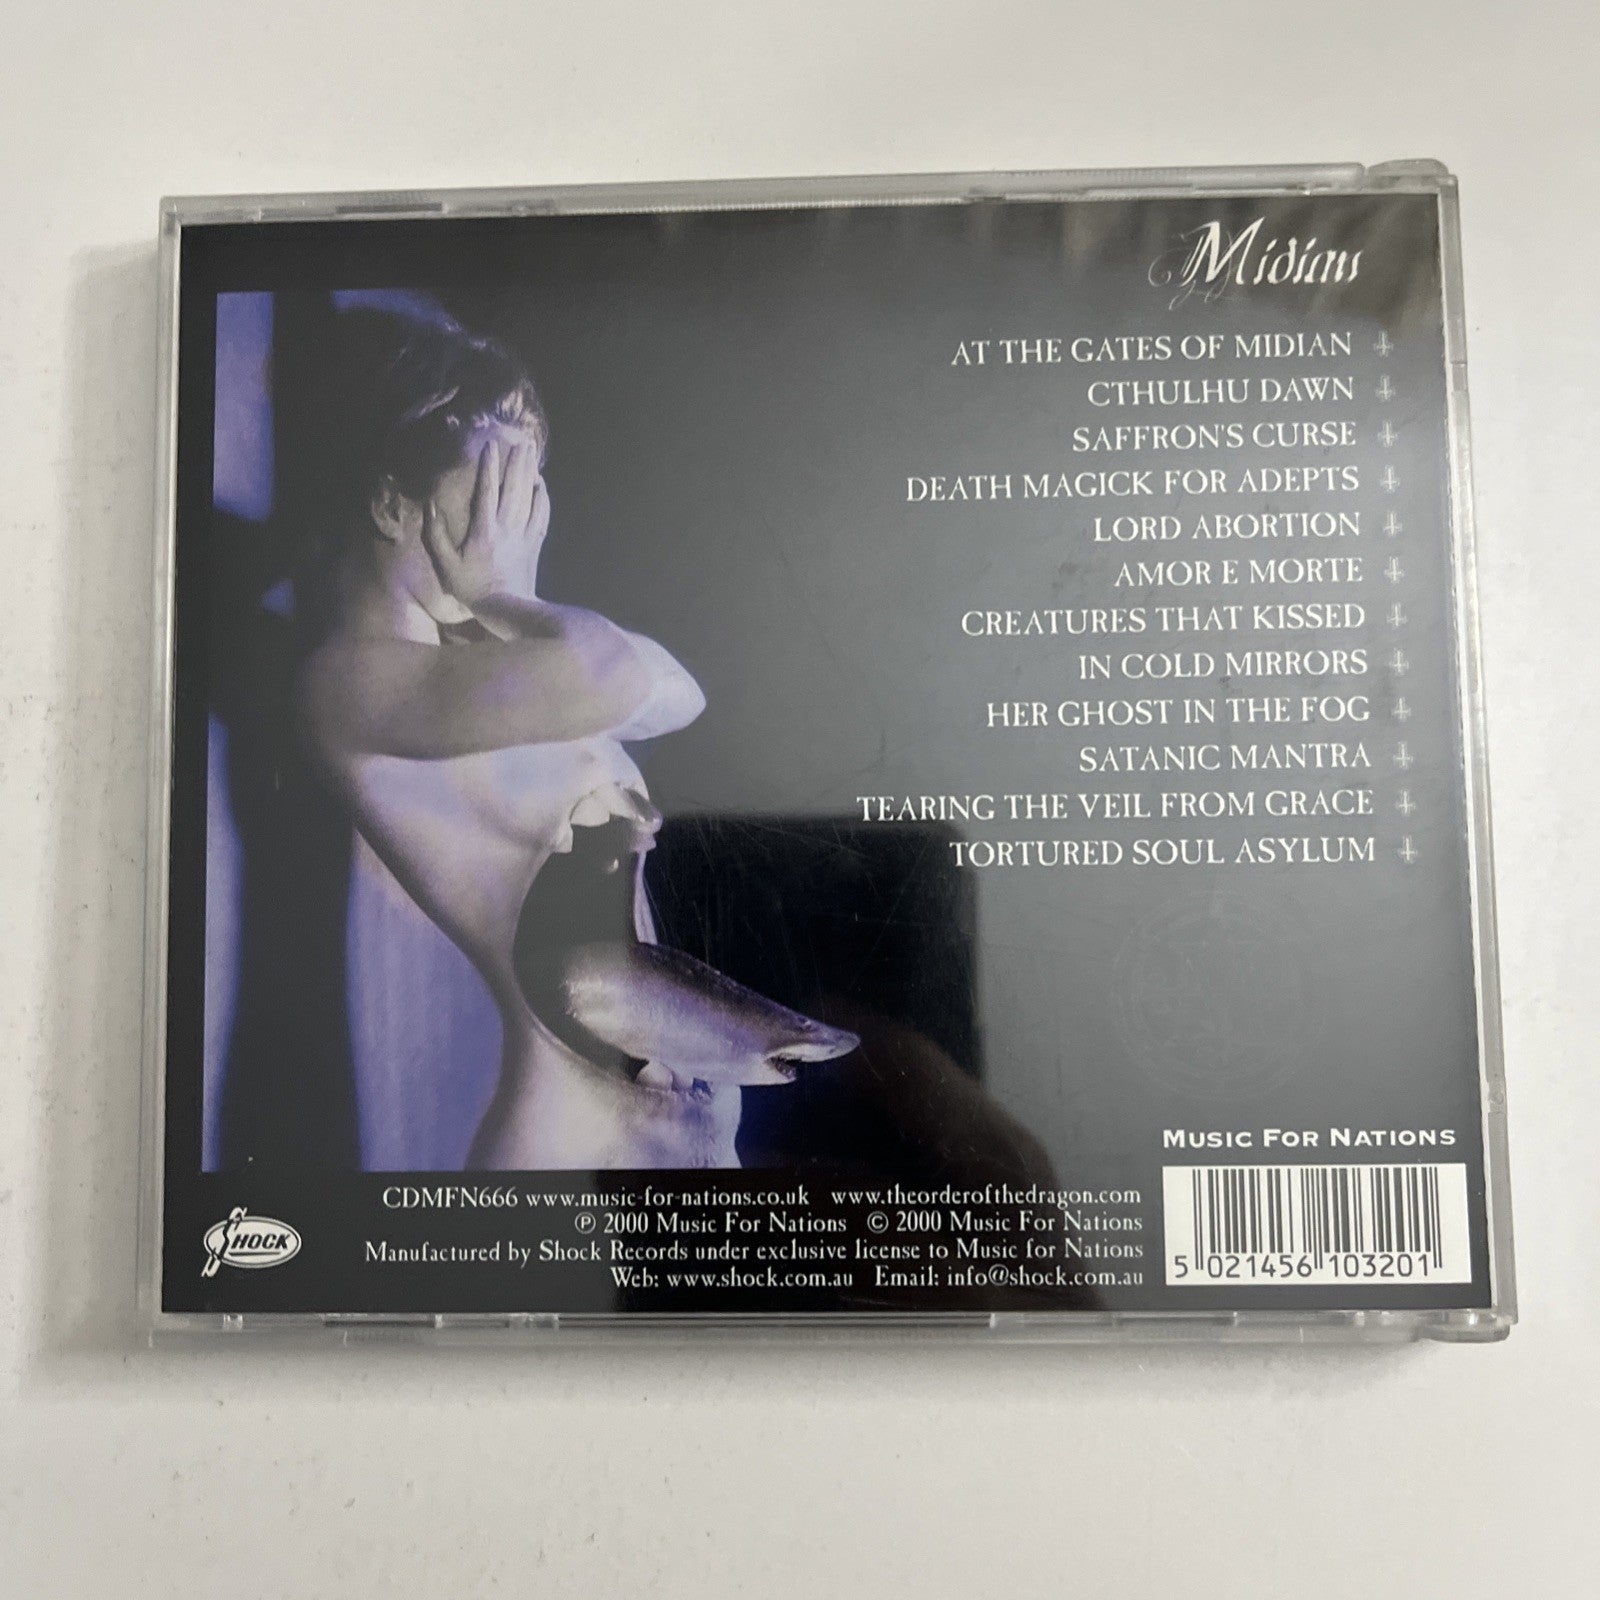 Midian
AT THE GATES OF MIDIAN
CTHULHU DAWN
SAFFRON'S CURSE
DEATH MAGICK FOR ADEPTS
LORD ABORTION
AMOR E MORTE
CREATURES THAT KISSED
IN COLD MIRRORS
HER GHOST IN THE FOG
SATANIC MANTRA
TEARING THE VEIL FROM GRACE
TORTURED SOUL ASYLUM
MUSIC FOR NATIONS
CDMFN666 www.music-for-nations.co.uk www.theorderofthedragon.com
℗ 2000 Music For Nations © 2000 Music For Nations
Manufactured by Shock Records under exclusive license to Music for Nations
Web: www.shock.com.au Email: info@shock.com.au
SHOCK
5 021456 103201